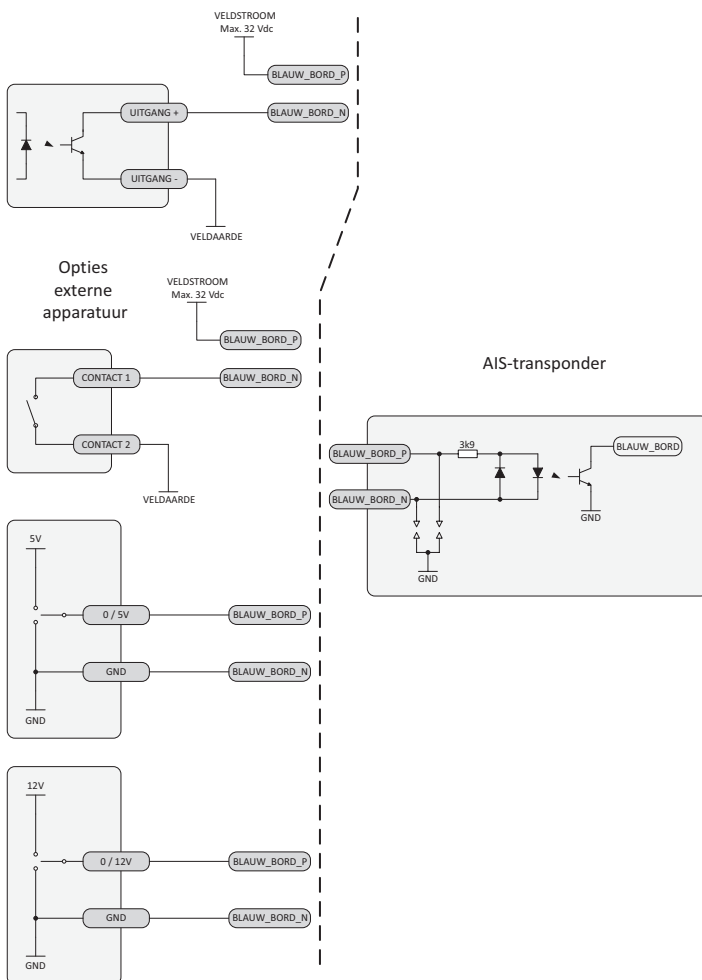 VELDSTROOM
Max. 32 Vdc
BLAUW_BORD_P
UITGANG +
BLAUW_BORD_N
UITGANG -
VELDAARDE
Opties
externe
apparatuur
VELDSTROOM
Max. 32 Vdc
BLAUW_BORD_P
CONTACT 1
BLAUW_BORD_N
CONTACT 2
VELDAARDE
5V
0 / 5V
BLAUW_BORD_P
GND
BLAUW_BORD_N
GND
12V
0 / 12V
BLAUW_BORD_P
GND
BLAUW_BORD_N
GND
AIS-transponder
BLAUW_BORD_P
3k9
BLAUW_BORD
BLAUW_BORD_N
GND
GND